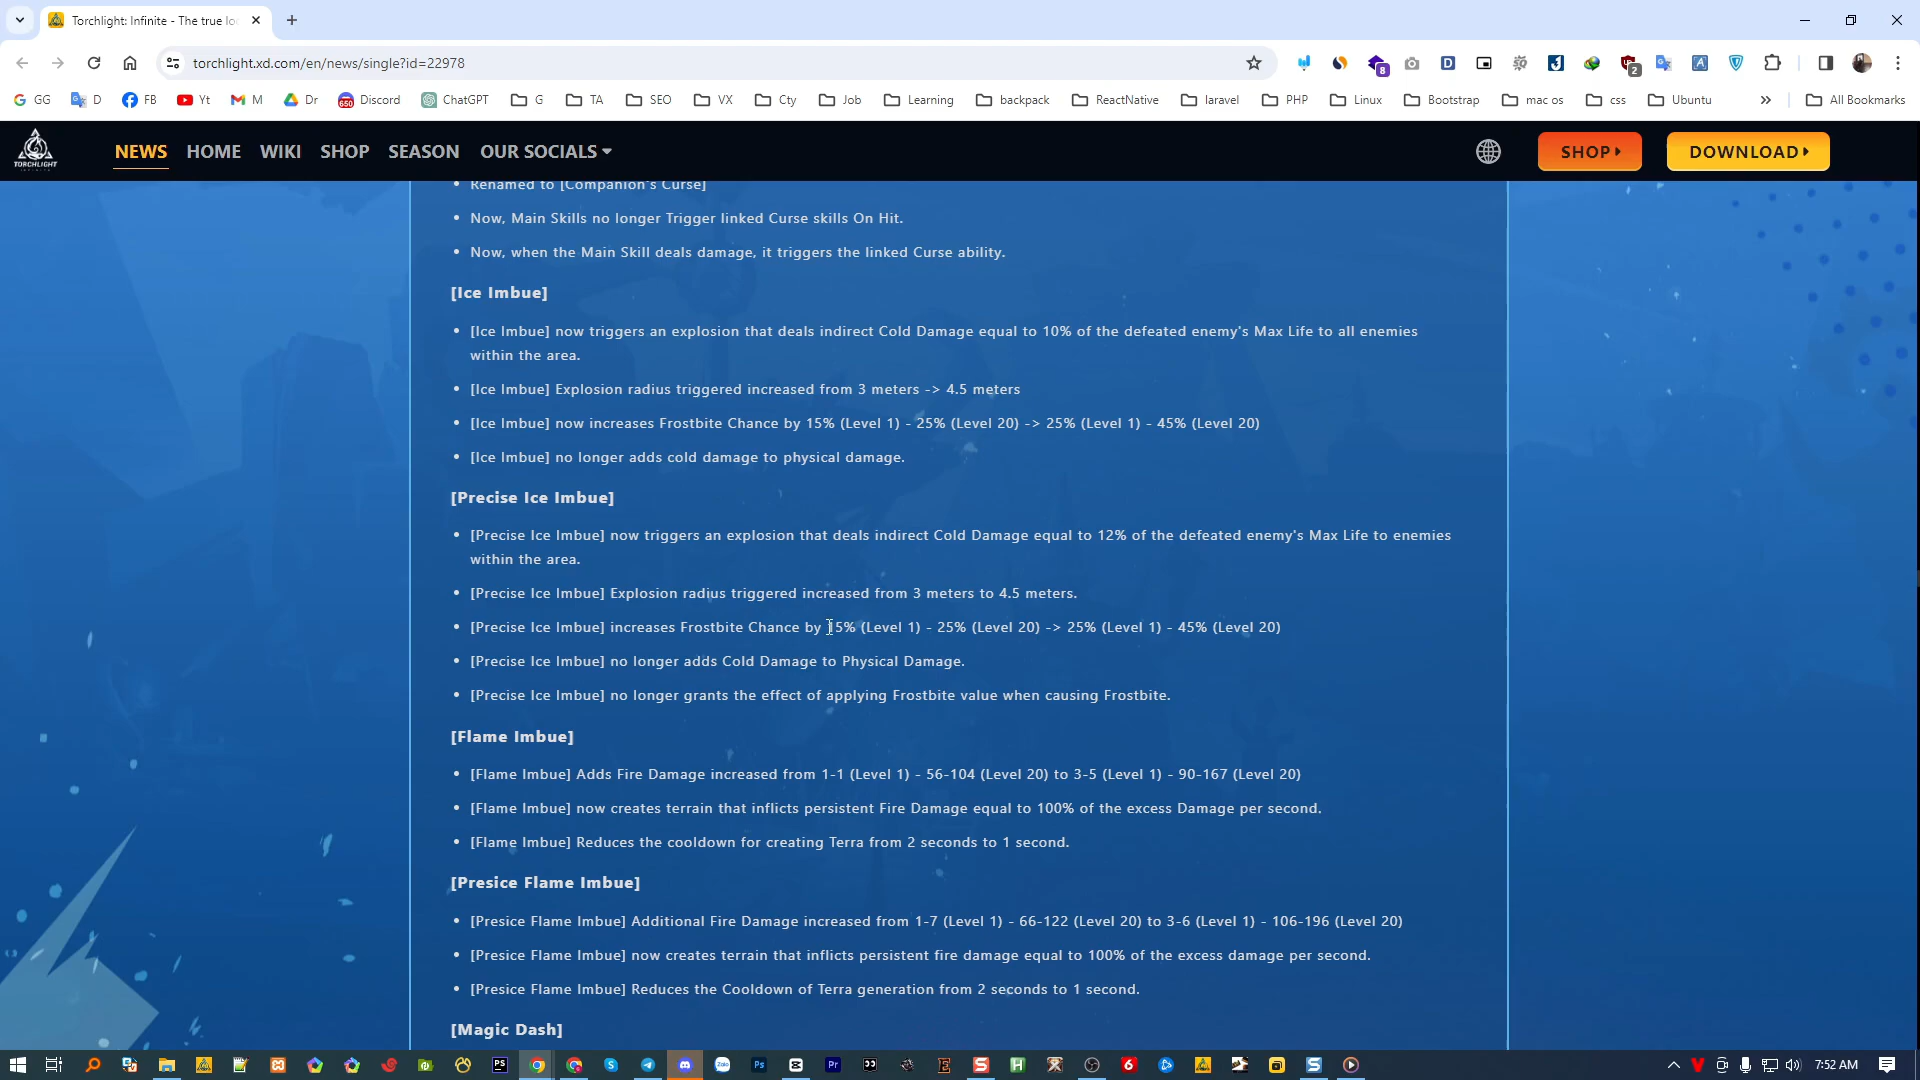 Torchlight: Infinite - The true lo
torchlight.xd.com/en/news/single?id=22978
8
2
GG D FB Yt M Dr Discord ChatGPT G TA SEO VX Cty Job Learning backpack ReactNative laravel PHP Linux Bootstrap mac os css Ubuntu » All Bookmarks
650
TORCHLIGHT
NEWS HOME WIKI SHOP SEASON OUR SOCIALS SHOP DOWNLOAD
• Renamed to [Companion's Curse]
• Now, Main Skills no longer Trigger linked Curse skills On Hit.
• Now, when the Main Skill deals damage, it triggers the linked Curse ability.
[Ice Imbue]
• [Ice Imbue] now triggers an explosion that deals indirect Cold Damage equal to 10% of the defeated enemy's Max Life to all enemies
within the area.
• [Ice Imbue] Explosion radius triggered increased from 3 meters -> 4.5 meters
• [Ice Imbue] now increases Frostbite Chance by 15% (Level 1) - 25% (Level 20) -> 25% (Level 1) - 45% (Level 20)
• [Ice Imbue] no longer adds cold damage to physical damage.
[Precise Ice Imbue]
• [Precise Ice Imbue] now triggers an explosion that deals indirect Cold Damage equal to 12% of the defeated enemy's Max Life to enemies
within the area.
• [Precise Ice Imbue] Explosion radius triggered increased from 3 meters to 4.5 meters.
• [Precise Ice Imbue] increases Frostbite Chance by 15% (Level 1) - 25% (Level 20) -> 25% (Level 1) - 45% (Level 20)
• [Precise Ice Imbue] no longer adds Cold Damage to Physical Damage.
• [Precise Ice Imbue] no longer grants the effect of applying Frostbite value when causing Frostbite.
[Flame Imbue]
• [Flame Imbue] Adds Fire Damage increased from 1-1 (Level 1) - 56-104 (Level 20) to 3-5 (Level 1) - 90-167 (Level 20)
• [Flame Imbue] now creates terrain that inflicts persistent Fire Damage equal to 100% of the excess Damage per second.
• [Flame Imbue] Reduces the cooldown for creating Terra from 2 seconds to 1 second.
[Presice Flame Imbue]
• [Presice Flame Imbue] Additional Fire Damage increased from 1-7 (Level 1) - 66-122 (Level 20) to 3-6 (Level 1) - 106-196 (Level 20)
• [Presice Flame Imbue] now creates terrain that inflicts persistent fire damage equal to 100% of the excess damage per second.
• [Presice Flame Imbue] Reduces the Cooldown of Terra generation from 2 seconds to 1 second.
[Magic Dash]
7:52 AM